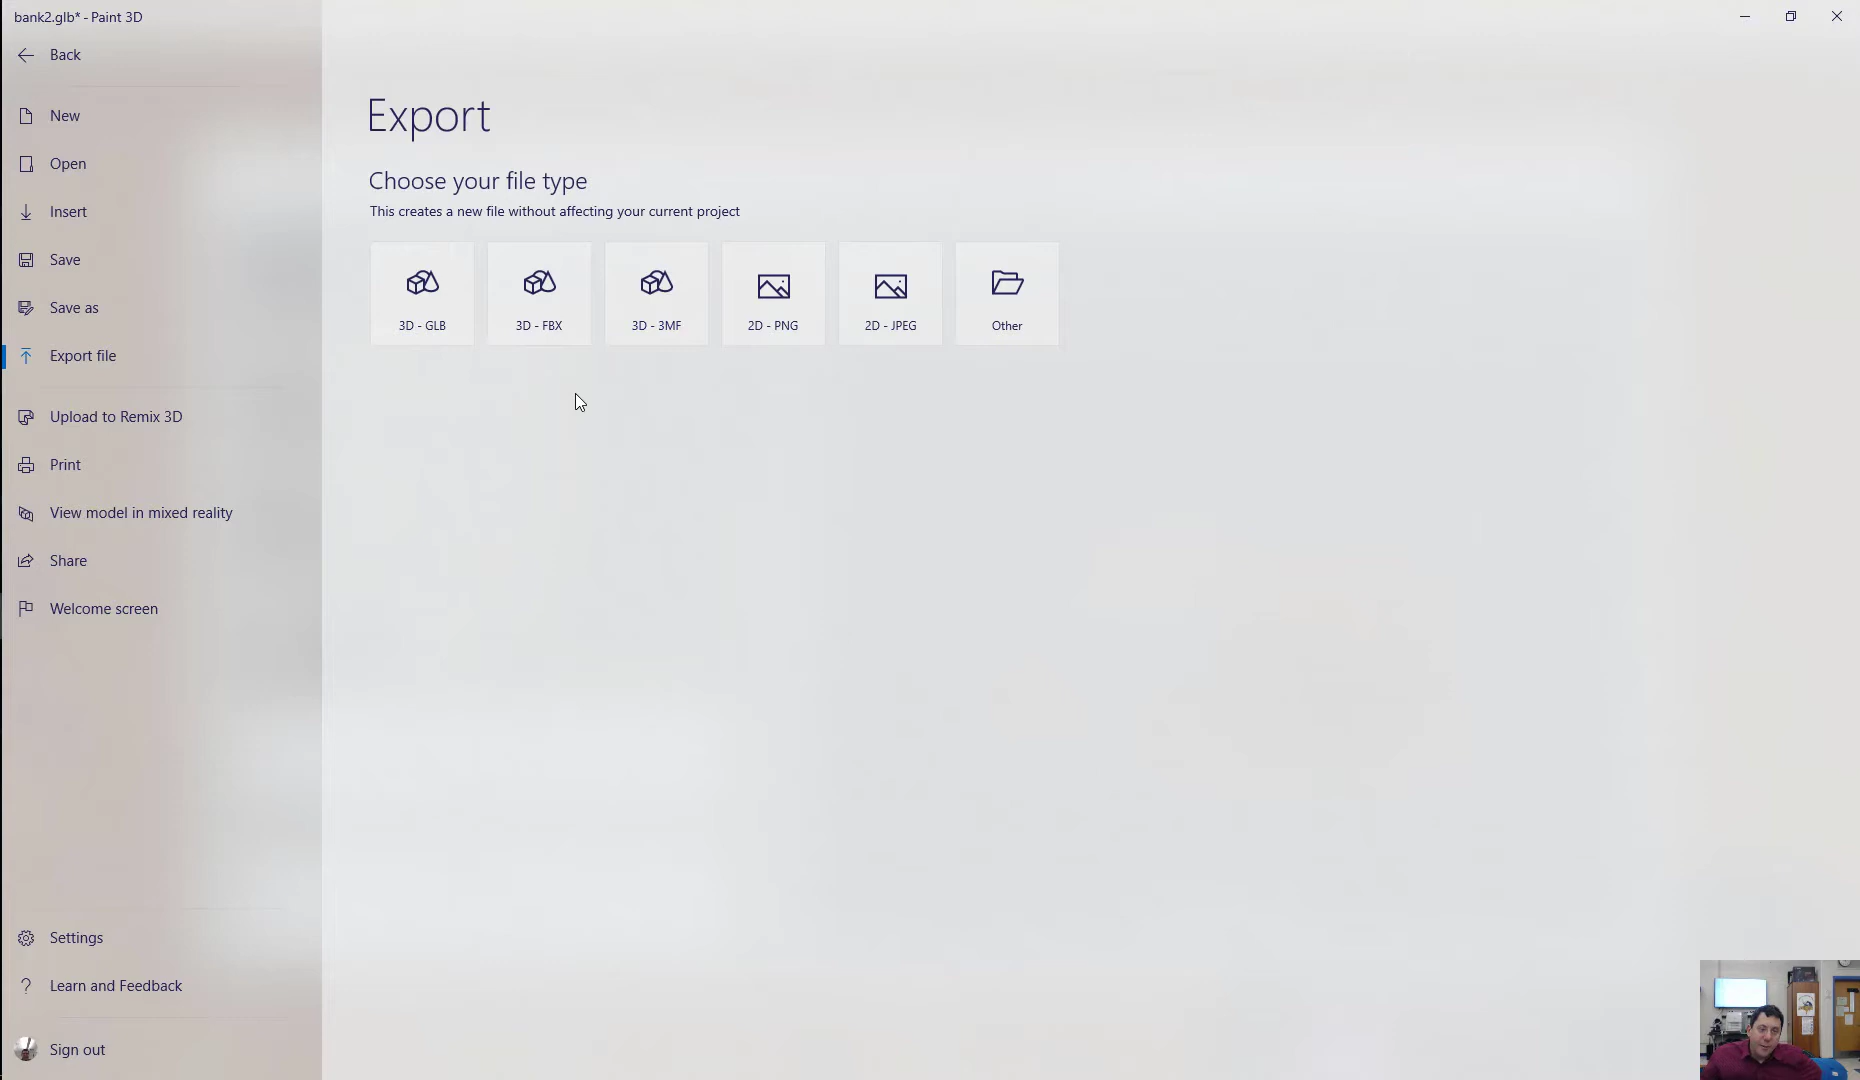 bank2.glb* - Paint 3D
Back
New
Open
Insert
Save
Save as
Export file
Upload to Remix 3D
Print
View model in mixed reality
Share
Welcome screen
Settings
Learn and Feedback
Sign out
Export
Choose your file type
This creates a new file without affecting your current project
3D - GLB
3D - FBX
3D - 3MF
2D - PNG
2D - JPEG
Other